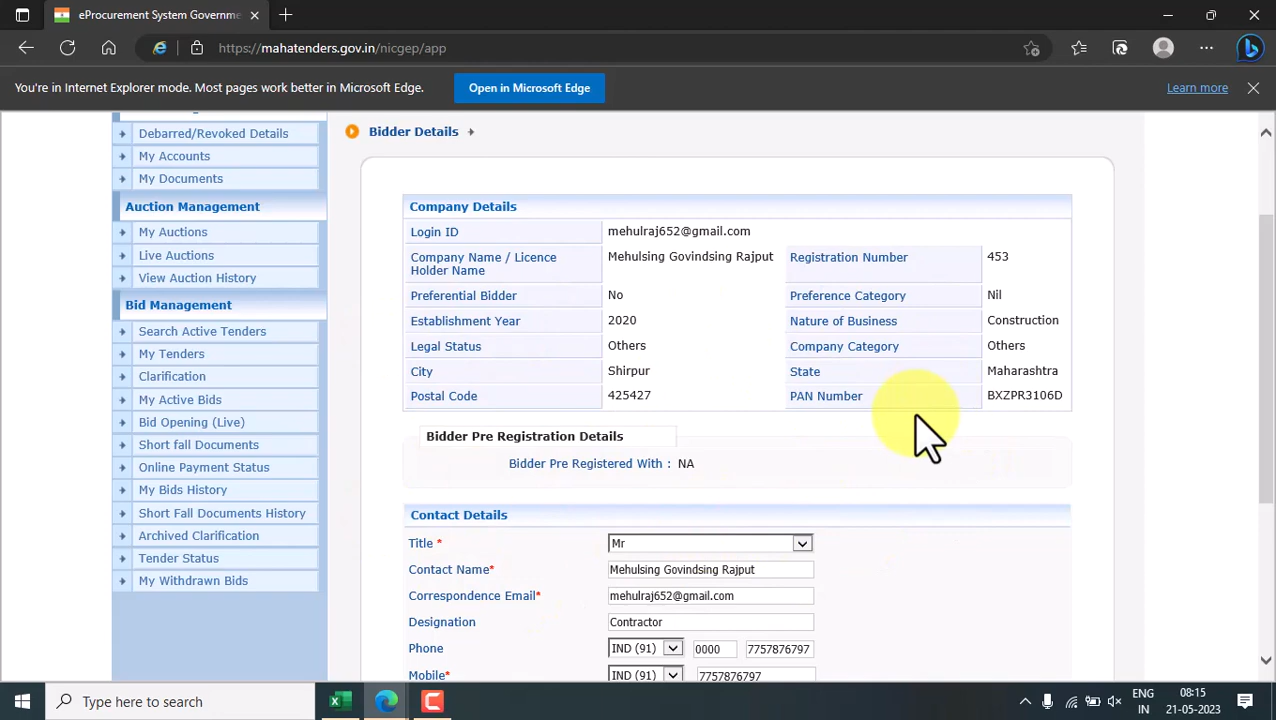 eProcurement System Governme
https://mahatenders.gov.in/nicgep/app
You're in Internet Explorer mode. Most pages work better in Microsoft Edge.
Open in Microsoft Edge
Learn more
Debarred/Revoked Details
My Accounts
My Documents
Auction Management
My Auctions
Live Auctions
View Auction History
Bid Management
Search Active Tenders
My Tenders
Clarification
My Active Bids
Bid Opening (Live)
Short fall Documents
Online Payment Status
My Bids History
Short Fall Documents History
Archived Clarification
Tender Status
My Withdrawn Bids
Bidder Details
Company Details
Login ID mehulraj652@gmail.com
Company Name / Licence Holder Name Mehulsing Govindsing Rajput Registration Number 453
Preferential Bidder No Preference Category Nil
Establishment Year 2020 Nature of Business Construction
Legal Status Others Company Category Others
City Shirpur State Maharashtra
Postal Code 425427 PAN Number BXZPR3106D
Bidder Pre Registration Details
Bidder Pre Registered With : NA
Contact Details
Title * Mr
Contact Name* Mehulsing Govindsing Rajput
Correspondence Email* mehulraj652@gmail.com
Designation Contractor
Phone IND (91) 0000 7757876797
Mobile* IND (91) 7757876797
Type here to search
ENG
IN
08:15
21-05-2023